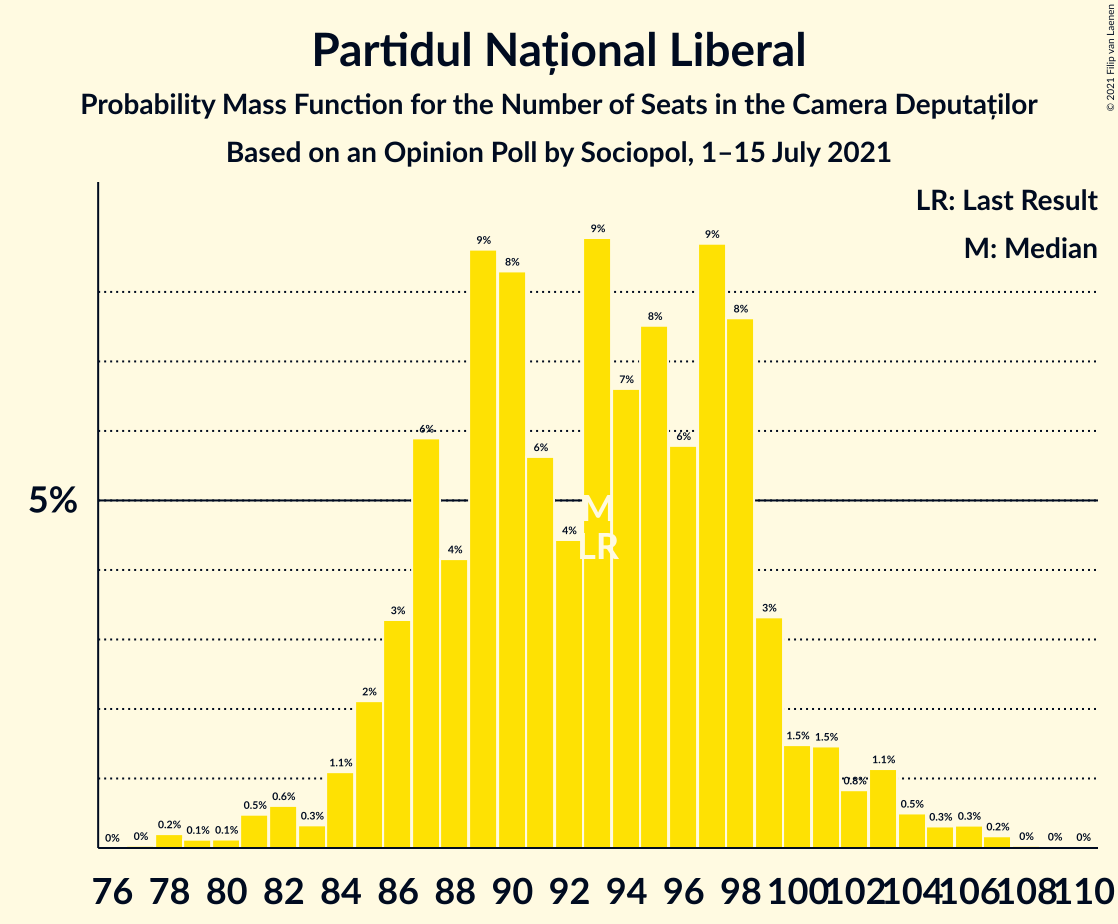 Partidul Național Liberal
Probability Mass Function for the Number of Seats in the Camera Deputaților
Based on an Opinion Poll by Sociopol, 1–15 July 2021
© 2021 Filip van Laenen
LR: Last Result
M: Median
5%
0% 0% 0.2% 0.1% 0.1% 0.5% 0.6% 0.3% 1.1% 2% 3% 6% 4% 9% 8% 6% 4% 9% 7% 8% 6% 9% 8% 3% 1.5% 1.5% 0.8% 1.1% 0.5% 0.3% 0.3% 0.2% 0% 0% 0%
M
LR
76 78 80 82 84 86 88 90 92 94 96 98 100 102 104 106 108 110